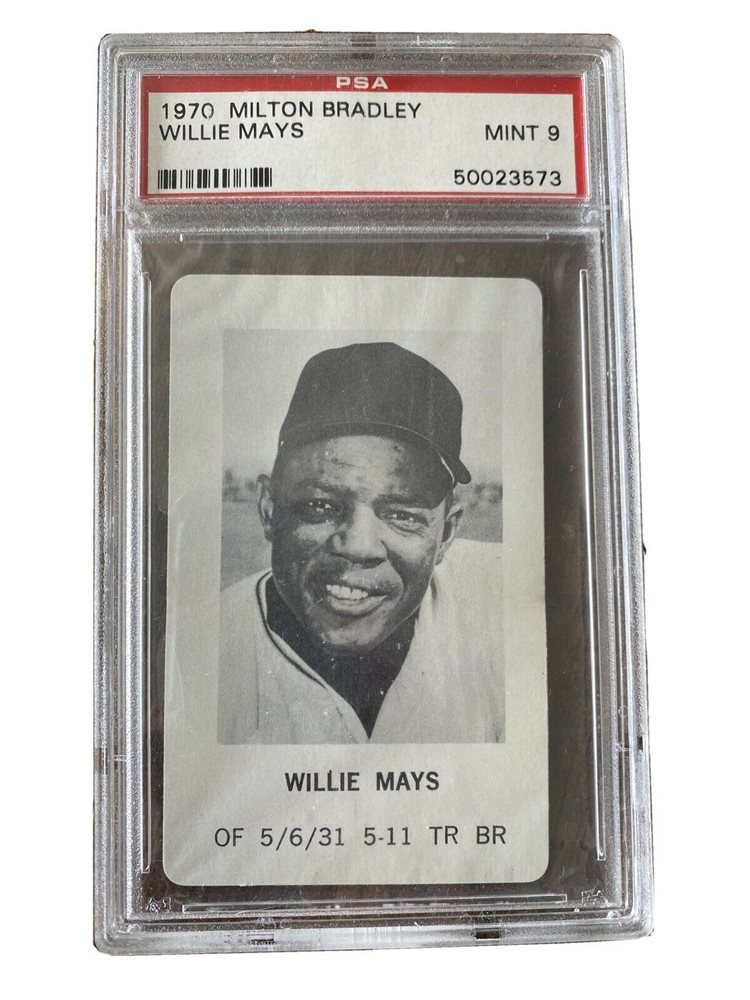 PSA
1970 MILTON BRADLEY
WILLIE MAYS MINT 9
50023573
WILLIE MAYS
OF 5/6/31 5-11 TR BR